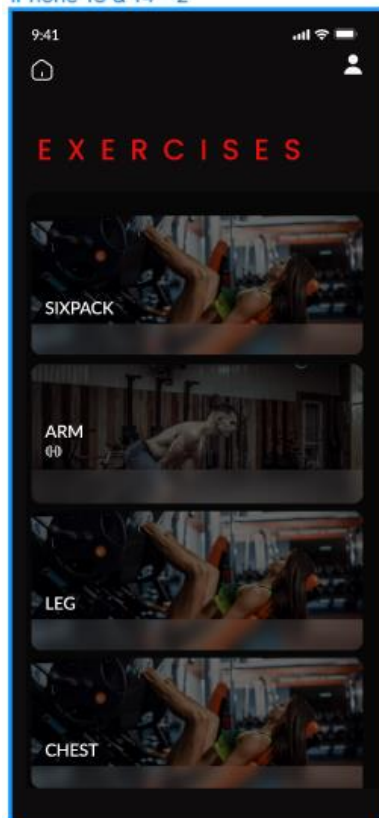 iPhone 13 & 14 - 2
9:41
EXERCISES
SIXPACK
ARM
LEG
CHEST